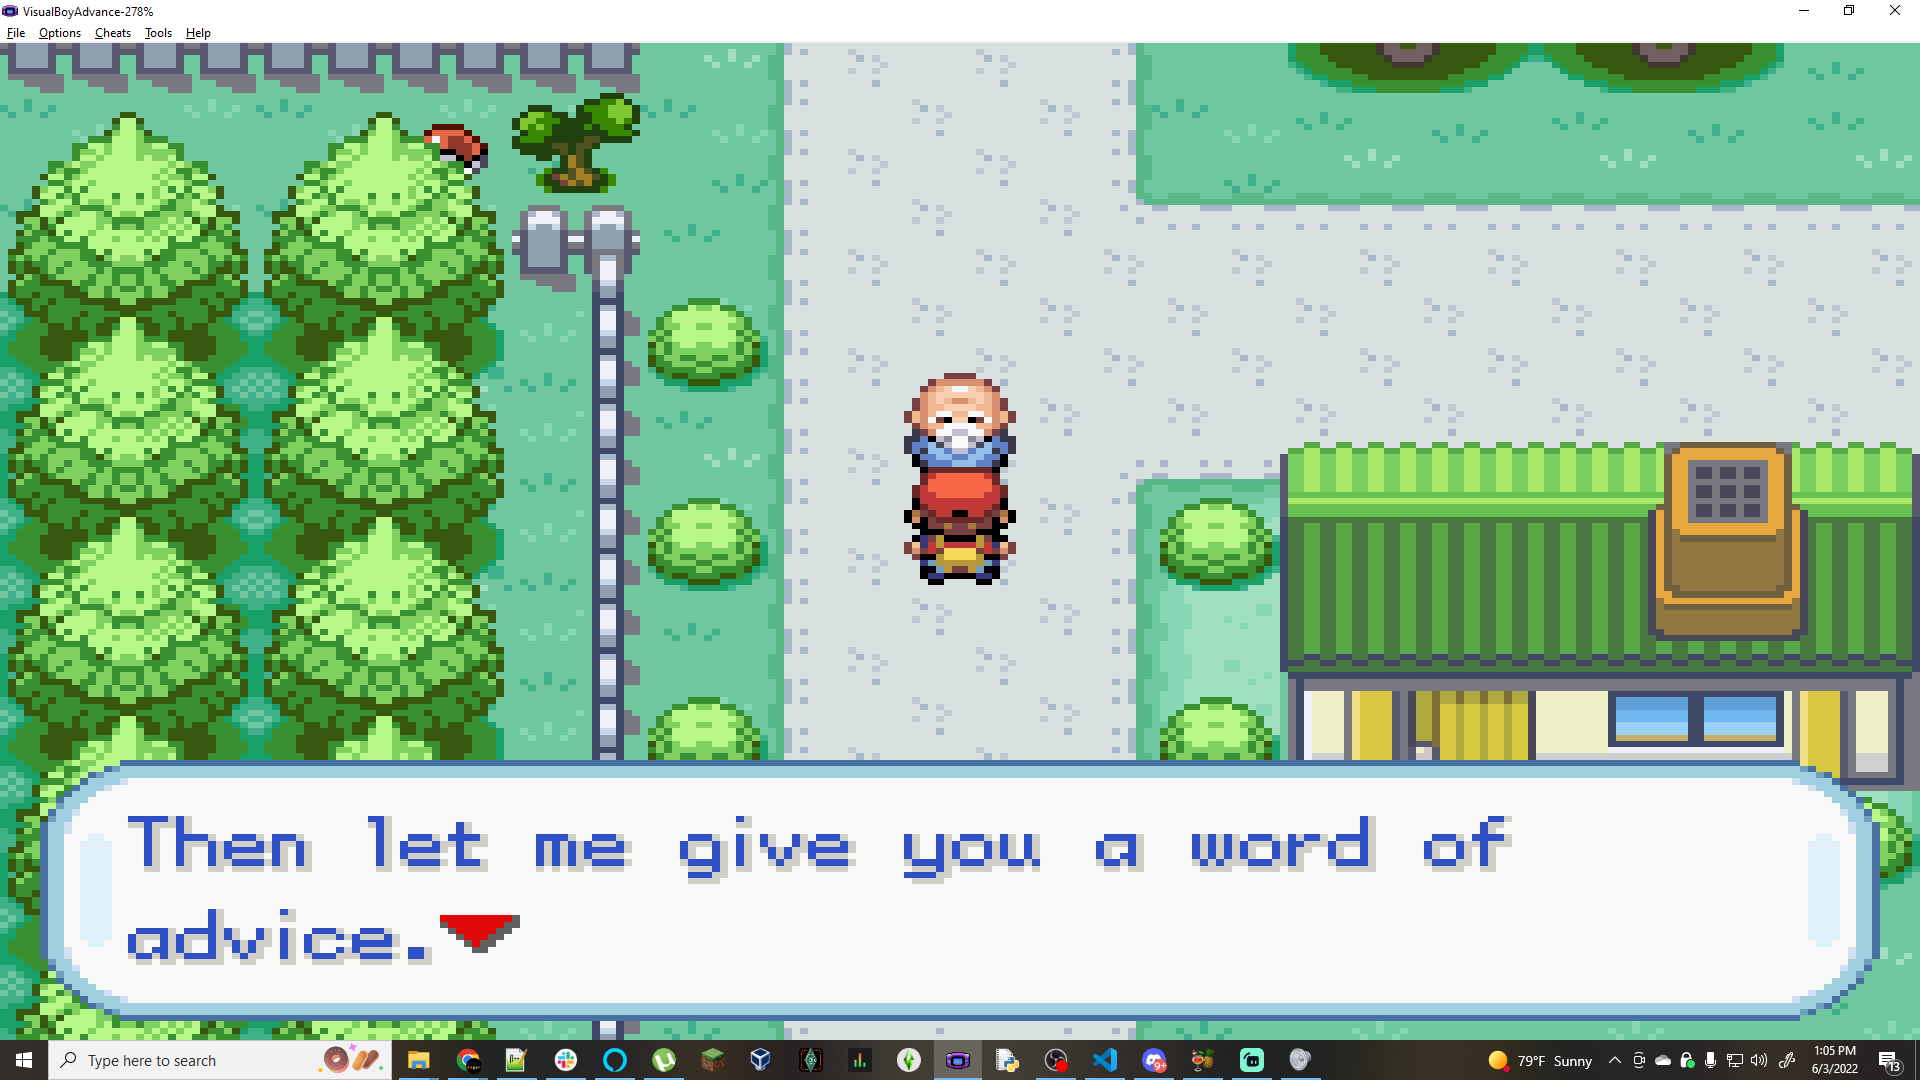 VisualBoyAdvance-278%
File Options Cheats Tools Help
Then let me give you a word of
advice.
Type here to search
9+
79°F Sunny
1:05 PM
6/3/2022
13